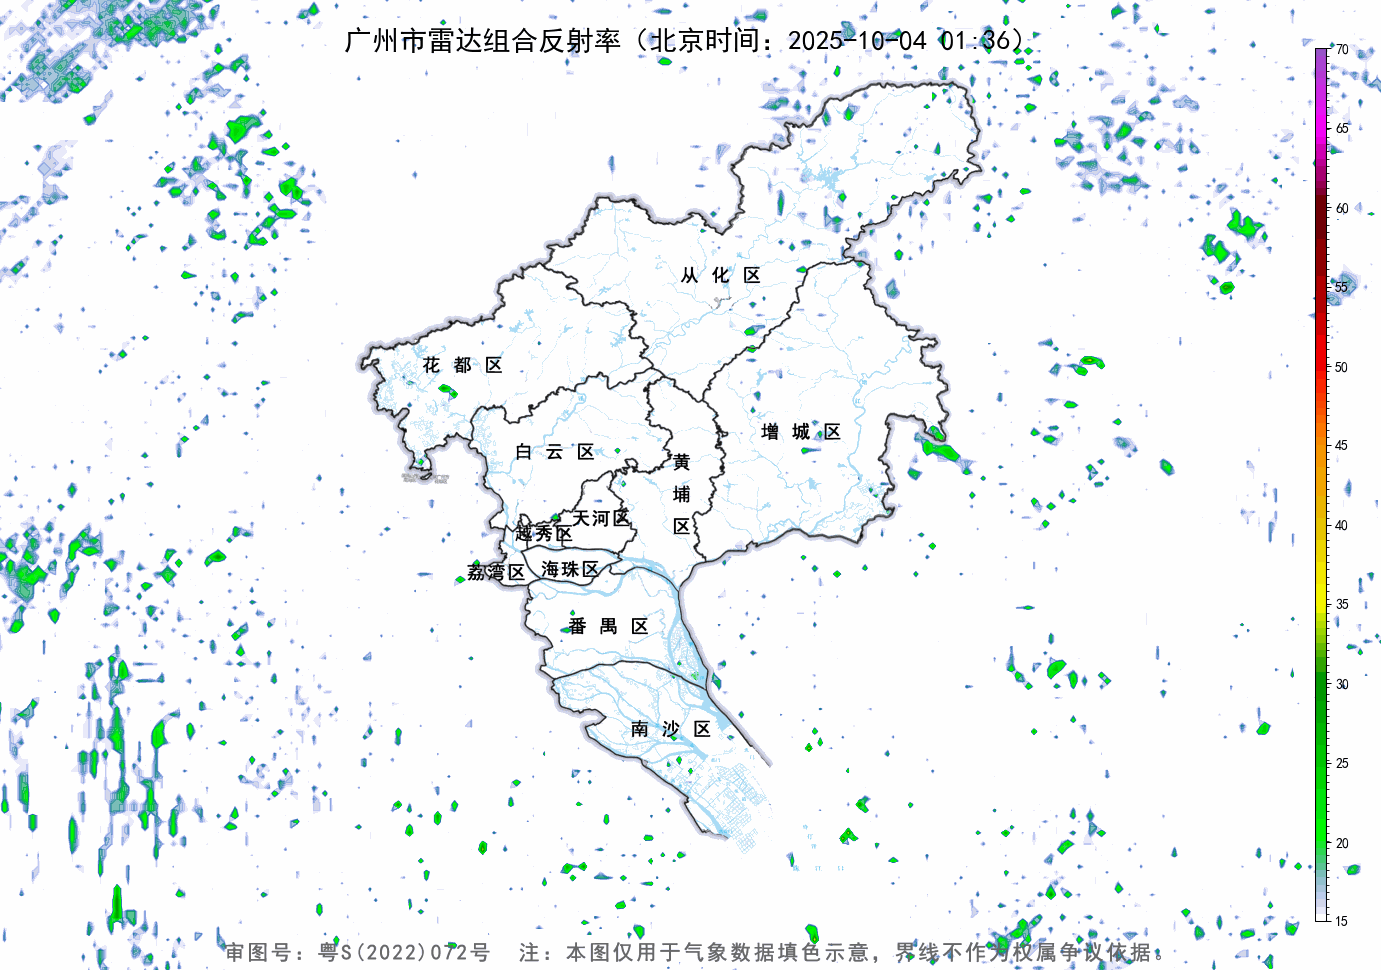 广州市雷达组合反射率（北京时间：2025-10-04 01:36）
70
65
60
55
50
45
40
35
30
25
20
15
从化区
花都区
增城区
白云区
黄埔区
天河区
越秀区
海珠区
荔湾区
番禺区
南沙区
审图号：粤S(2022)072号 注：本图仅用于气象数据填色示意，界线不作为权属争议依据。